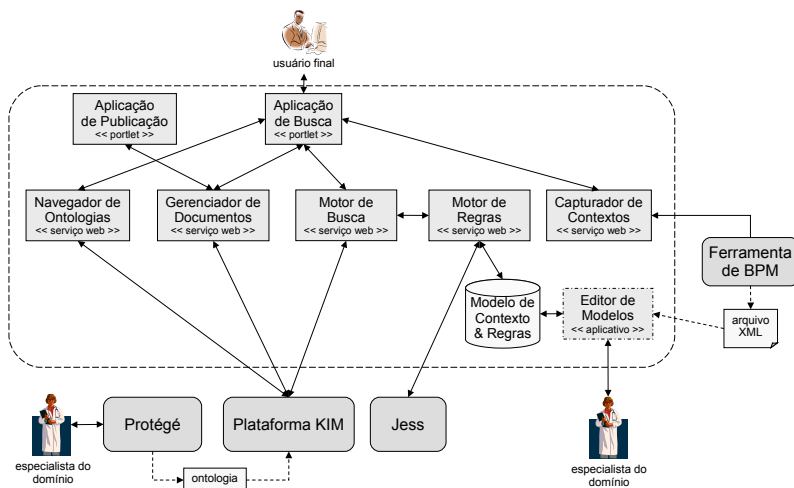 usuário final
Aplicação
de Publicação
<< portlet >>
Aplicação
de Busca
<< portlet >>
Navegador de
Ontologias
<< serviço web >>
Gerenciador de
Documentos
<< serviço web >>
Motor de
Busca
<< serviço web >>
Motor de
Regras
<< serviço web >>
Capturador de
Contextos
<< serviço web >>
Ferramenta
de BPM
Modelo de
Contexto
& Regras
Editor de
Modelos
<< aplicativo >>
arquivo
XML
especialista do
domínio
Protégé
Plataforma KIM
Jess
ontologia
especialista do
domínio